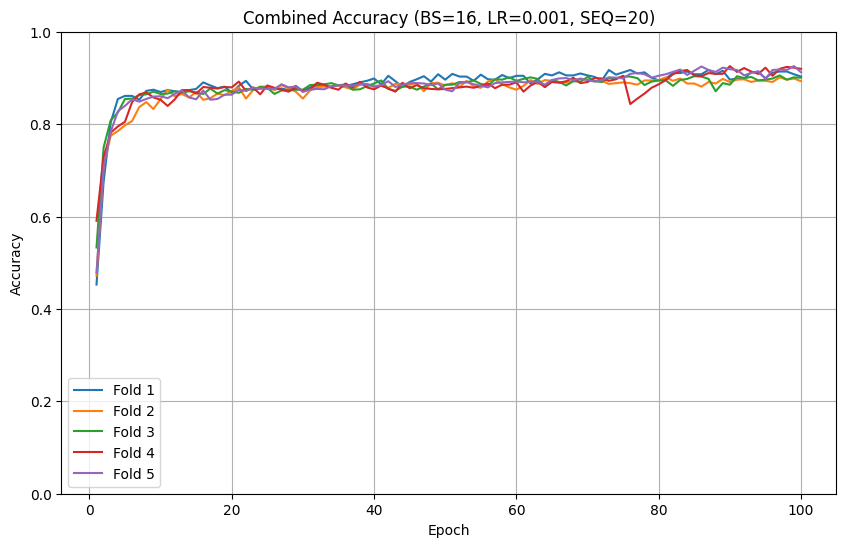 Combined Accuracy (BS=16, LR=0.001, SEQ=20)
1.0
0.8
0.6
0.4
0.2
0.0
Accuracy
Fold 1
Fold 2
Fold 3
Fold 4
Fold 5
0 20 40 60 80 100
Epoch